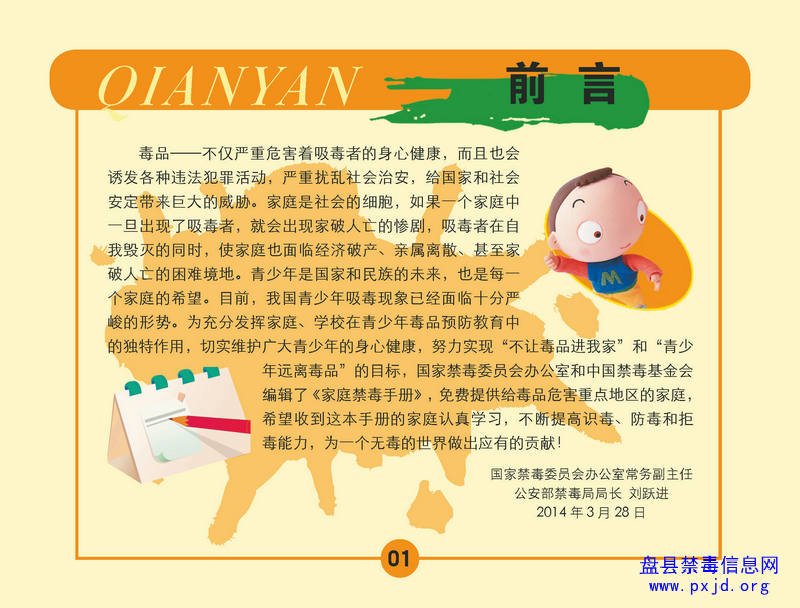 QIANYAN
前言
毒品——不仅严重危害着吸毒者的身心健康，而且也会
诱发各种违法犯罪活动，严重扰乱社会治安，给国家和社会
安定带来巨大的威胁。家庭是社会的细胞，如果一个家庭中
一旦出现了吸毒者，就会出现家破人亡的惨剧，吸毒者在自
我毁灭的同时，使家庭也面临经济破产、亲属离散、甚至家
破人亡的困难境地。青少年是国家和民族的未来，也是每一
个家庭的希望。目前，我国青少年吸毒现象已经面临十分严
峻的形势。为充分发挥家庭、学校在青少年毒品预防教育中
的独特作用，切实维护广大青少年的身心健康，努力实现“不让毒品进我家”和“青少
年远离毒品”的目标，国家禁毒委员会办公室和中国禁毒基金会
编辑了《家庭禁毒手册》，免费提供给毒品危害重点地区的家庭，
希望收到这本手册的家庭认真学习，不断提高识毒、防毒和拒
毒能力，为一个无毒的世界做出应有的贡献！
国家禁毒委员会办公室常务副主任
公安部禁毒局局长 刘跃进
2014年3月28日
M
01
盘县禁毒信息网
www.pxjd.org